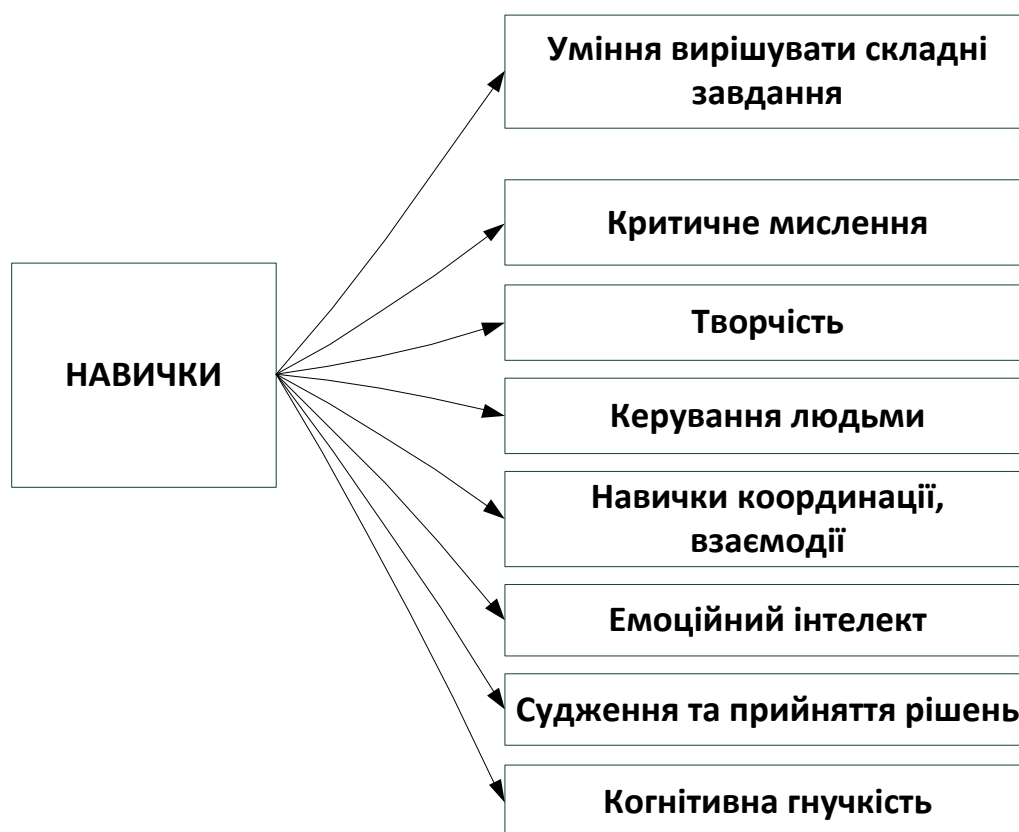 Уміння вирішувати складні
завдання
Критичне мислення
Творчість
НАВИЧКИ
Керування людьми
Навички координації,
взаємодії
Емоційний інтелект
Судження та прийняття рішень
Когнітивна гнучкість